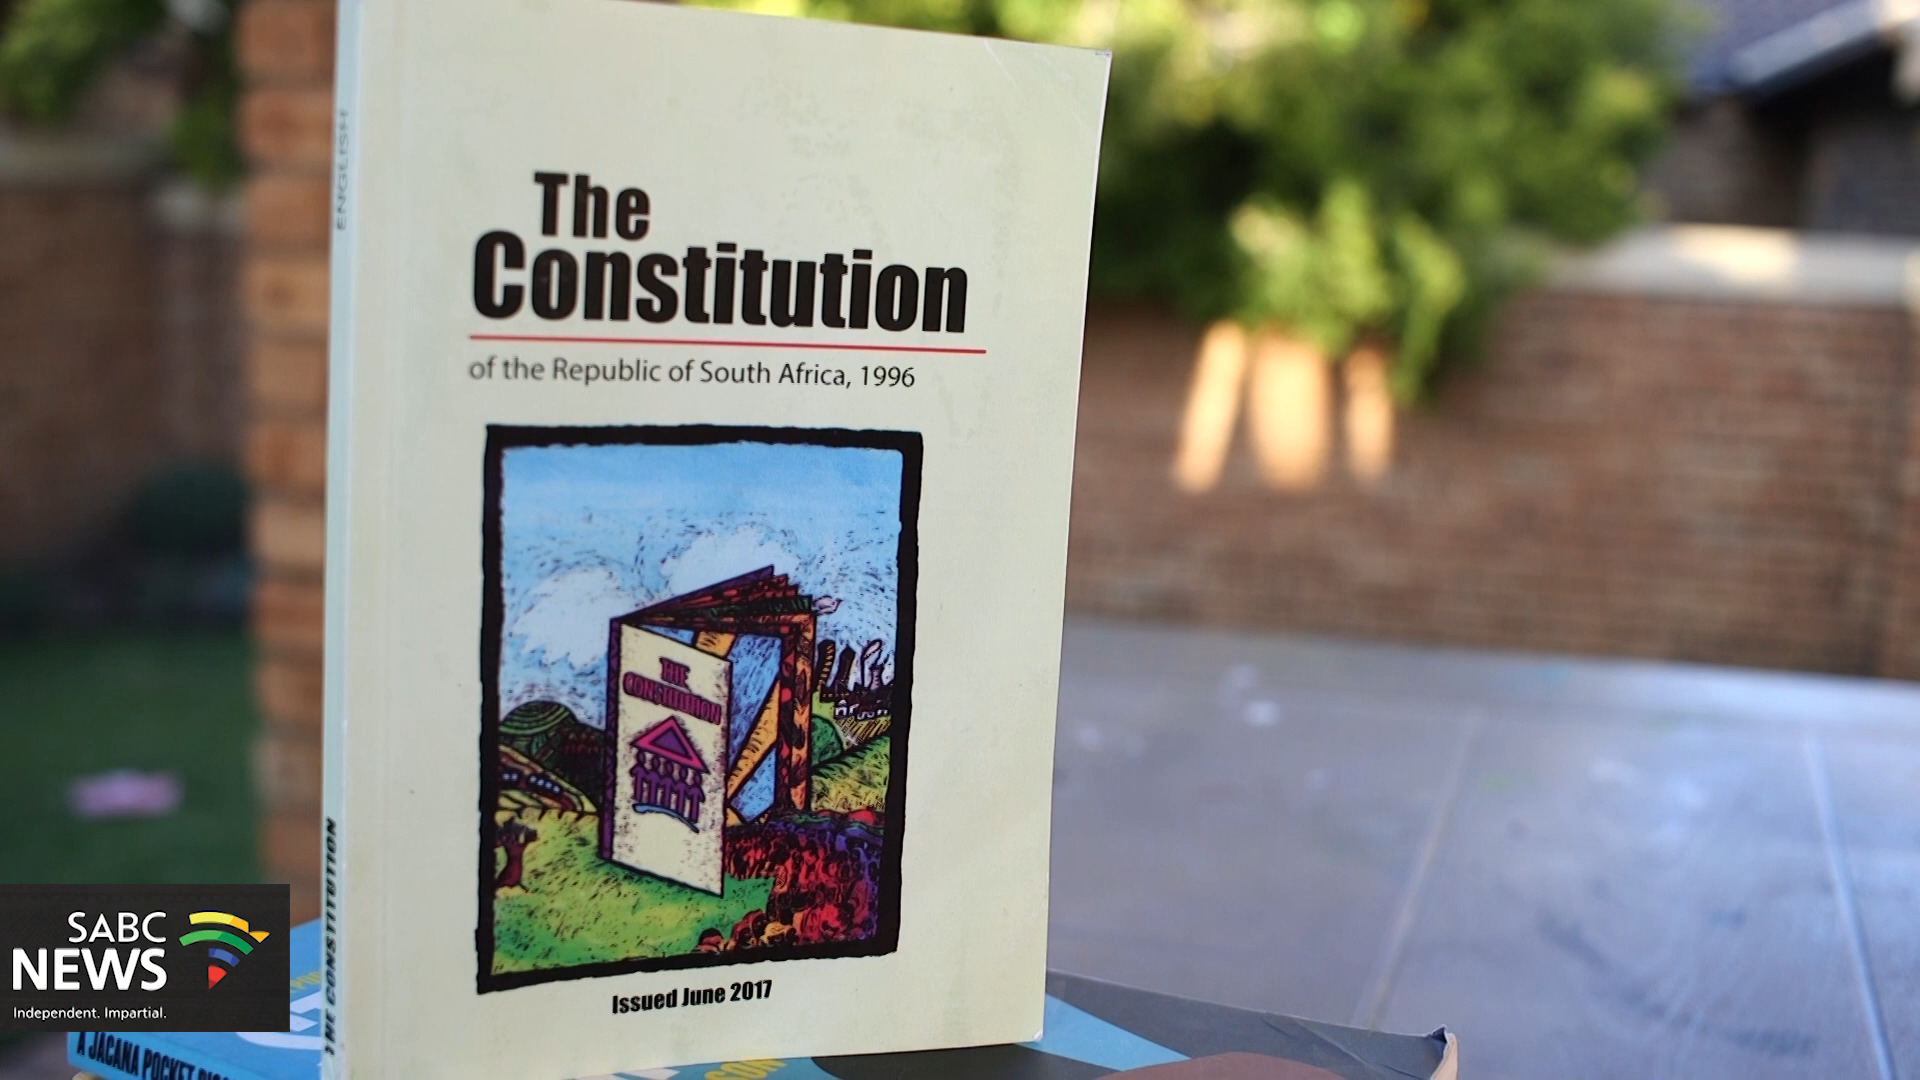 The
Constitution
of the Republic of South Africa, 1996
THE
CONSTITUTION
Issued June 2017
ENGLISH
THE CONSTITUTION
SABC
NEWS
Independent. Impartial.
A JACANA POCKET